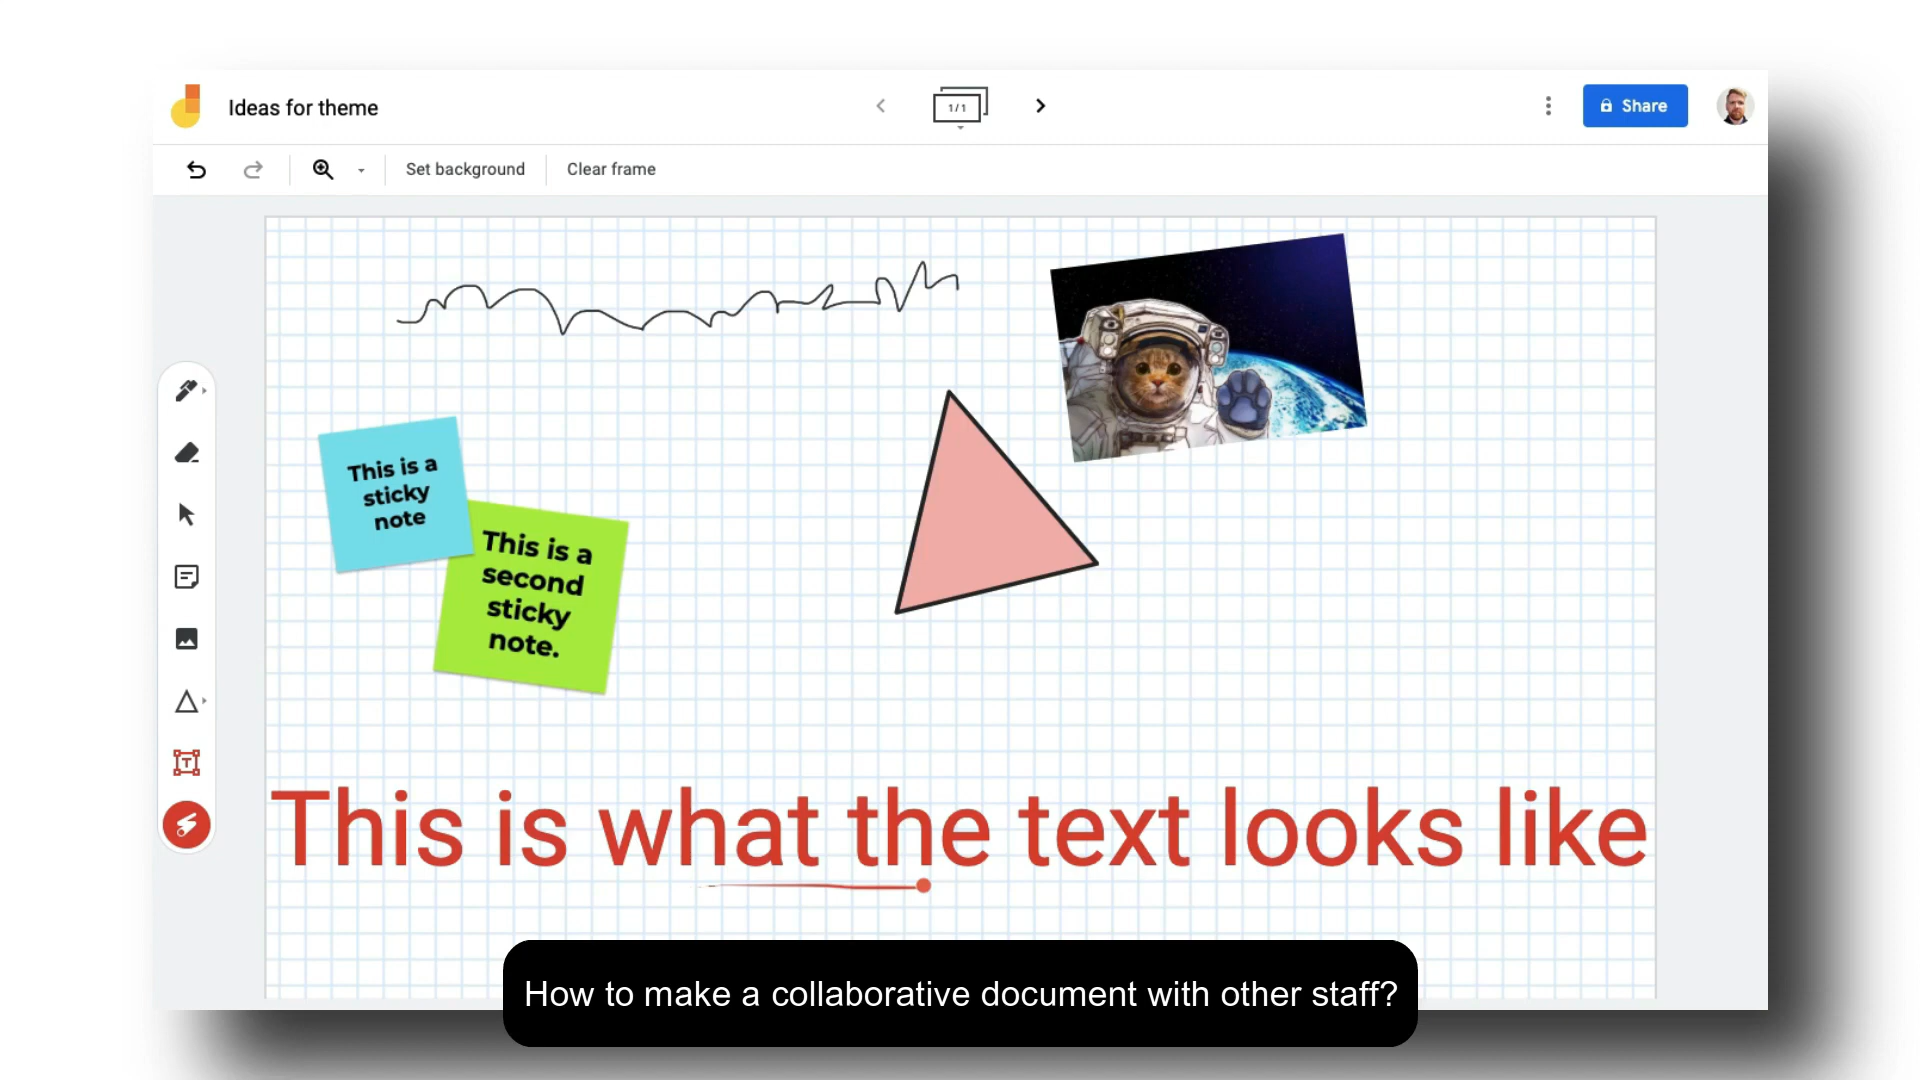 Ideas for theme
1/1
Share
Set background
Clear frame
This is a
sticky
note
This is a
second
sticky
note.
This is what the text looks like
How to make a collaborative document with other staff?